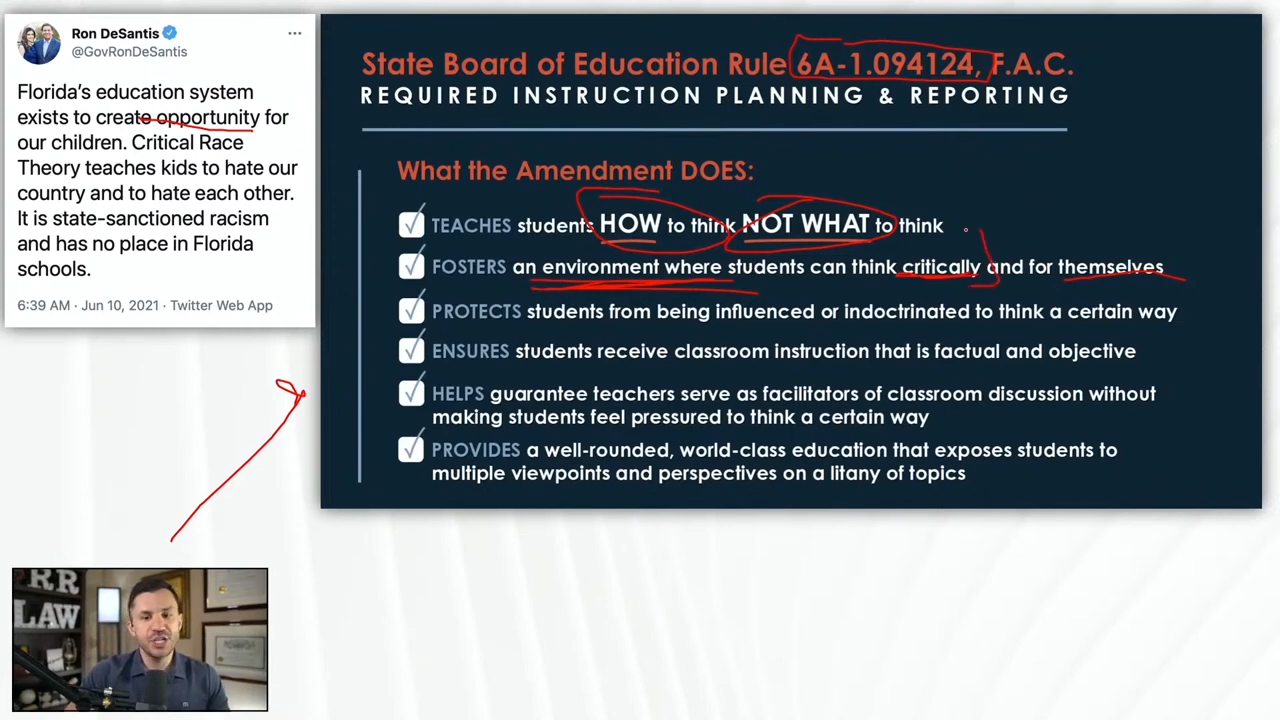 Ron DeSantis
@GovRonDeSantis
Florida's education system
exists to create opportunity for
our children. Critical Race
Theory teaches kids to hate our
country and to hate each other.
It is state-sanctioned racism
and has no place in Florida
schools.
6:39 AM · Jun 10, 2021 · Twitter Web App
State Board of Education Rule 6A-1.094124, F.A.C.
REQUIRED INSTRUCTION PLANNING & REPORTING
What the Amendment DOES:
TEACHES students HOW to think NOT WHAT to think
FOSTERS an environment where students can think critically and for themselves
PROTECTS students from being influenced or indoctrinated to think a certain way
ENSURES students receive classroom instruction that is factual and objective
HELPS guarantee teachers serve as facilitators of classroom discussion without
making students feel pressured to think a certain way
PROVIDES a well-rounded, world-class education that exposes students to
multiple viewpoints and perspectives on a litany of topics
RR
LAW